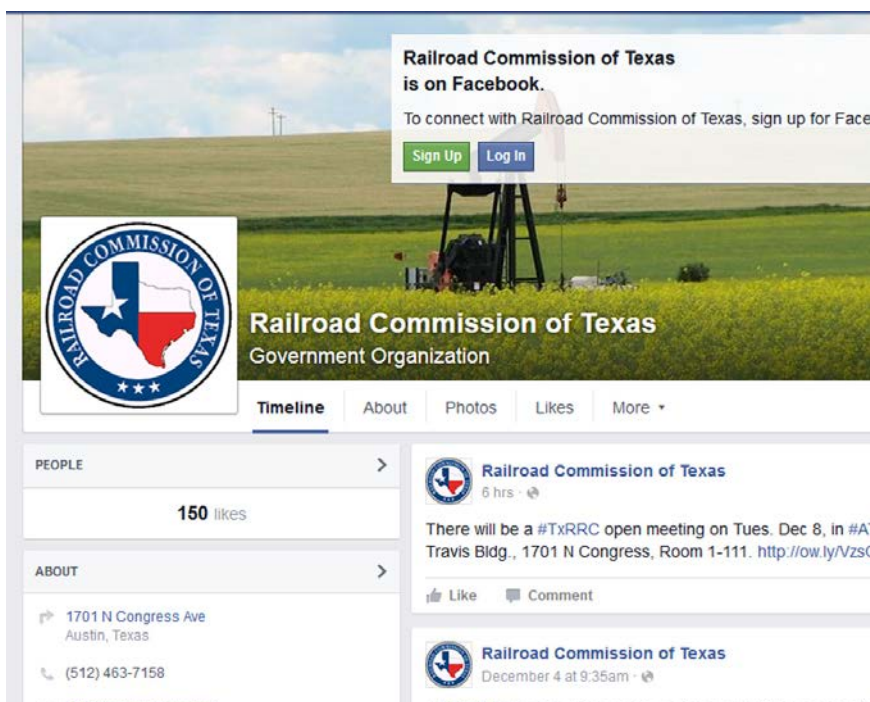 Railroad Commission of Texas
is on Facebook.
To connect with Railroad Commission of Texas, sign up for Face
Sign Up
Log In
RAILROAD COMMISSION OF TEXAS
Railroad Commission of Texas
Government Organization
Timeline About Photos Likes More
PEOPLE
150 likes
ABOUT
1701 N Congress Ave
Austin, Texas
(512) 463-7158
Railroad Commission of Texas
6 hrs ·
There will be a #TxRRC open meeting on Tues. Dec 8, in
Travis Bldg., 1701 N Congress, Room 1-111.
Like Comment
Railroad Commission of Texas
December 4 at 9:35am ·